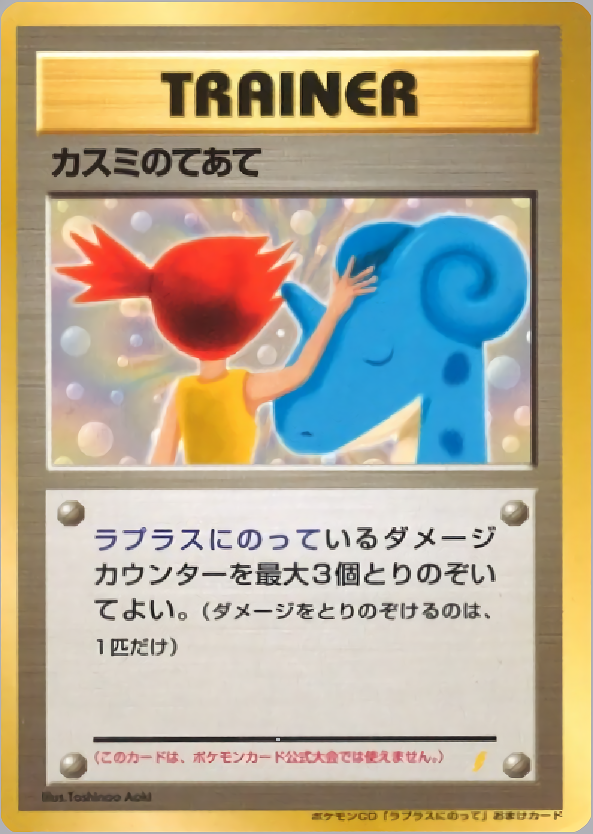 TRAINER
カスミのてあて
ラプラスにのっているダメージ
カウンターを最大3個とりのぞい
てよい。(ダメージをとりのぞけるのは、
1匹だけ)
(このカードは、ポケモンカード公式大会では使えません。)
Illus.Toshinao Aoki
ポケモンCD「ラプラスにのって」おまけカード